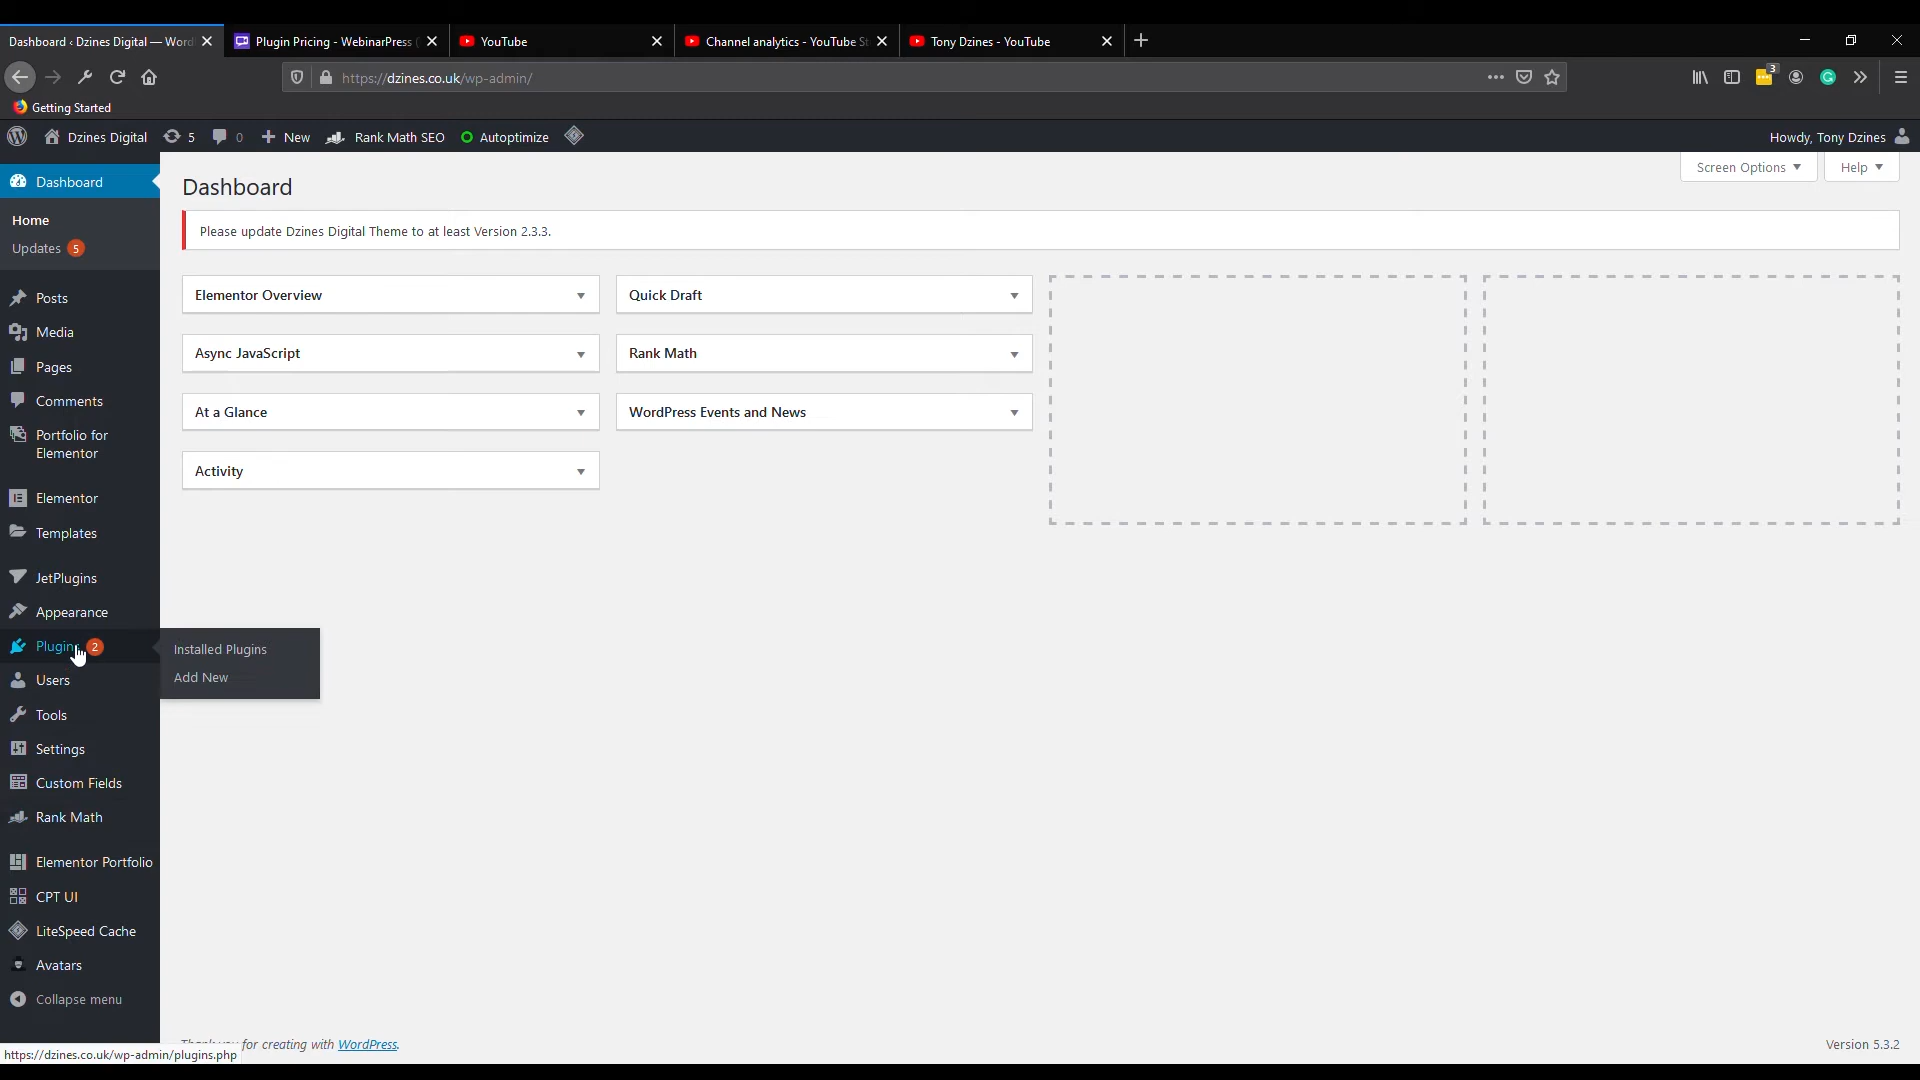 Dashboard ‹ Dzines Digital — Word
Plugin Pricing - WebinarPress (
YouTube
Channel analytics - YouTube St
Tony Dzines - YouTube
https://dzines.co.uk/wp-admin/
3
Getting Started
Dzines Digital
5
0
New
Rank Math SEO
Autoptimize
Howdy, Tony Dzines
Dashboard
Home
Updates 5
Posts
Media
Pages
Comments
Portfolio for
Elementor
Elementor
Templates
JetPlugins
Appearance
Plugins 2
Users
Tools
Settings
Custom Fields
Rank Math
Elementor Portfolio
CPT UI
LiteSpeed Cache
Avatars
Collapse menu
Installed Plugins
Add New
Screen Options
Help
Dashboard
Please update Dzines Digital Theme to at least Version 2.3.3.
Elementor Overview
Quick Draft
Async JavaScript
Rank Math
At a Glance
WordPress Events and News
Activity
Thank you for creating with WordPress.
Version 5.3.2
https://dzines.co.uk/wp-admin/plugins.php